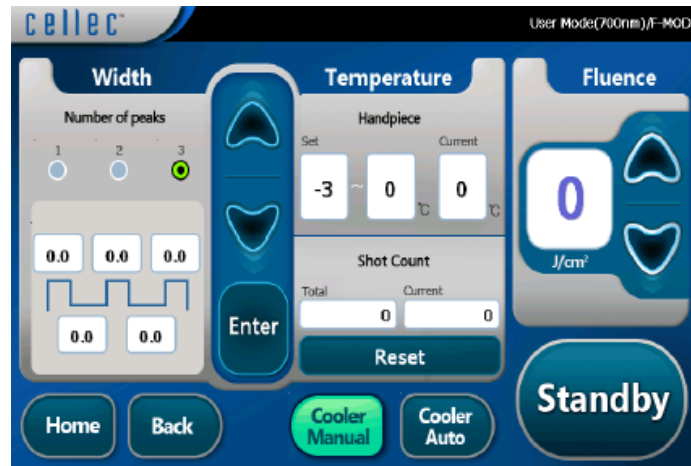 cellec
User Mode(700nm)/F-MOD
Width
Number of peaks
1 2 3
0.0 0.0 0.0
0.0 0.0
Enter
Temperature
Handpiece
Set Current
-3 ~ 0 ℃ 0 ℃
Shot Count
Total Current
0 0
Reset
Fluence
0
J/cm²
Home
Back
Cooler
Manual
Cooler
Auto
Standby